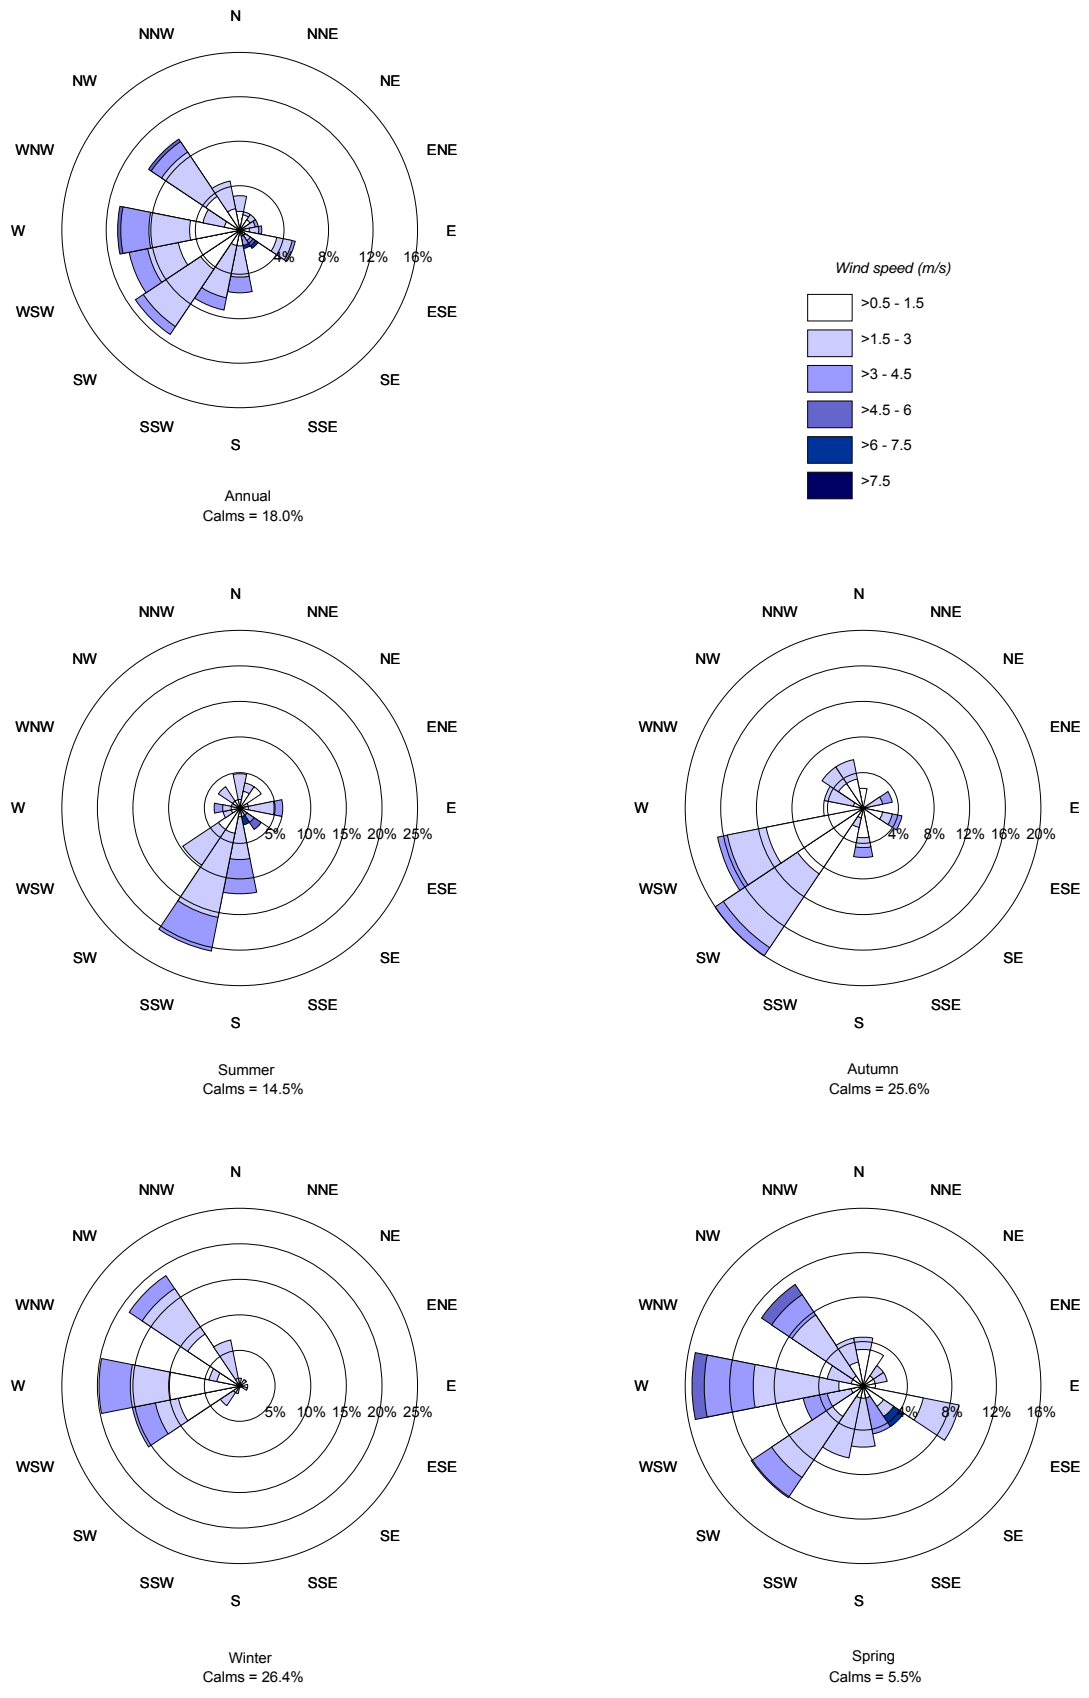 N
NNW NNE
NW NE
WNW ENE
W E
4% 8% 12% 16%
WSW ESE
SW SE
SSW SSE
S
Annual
Calms = 18.0%
Wind speed (m/s)
>0.5 - 1.5
>1.5 - 3
>3 - 4.5
>4.5 - 6
>6 - 7.5
>7.5
N
NNW NNE
NW NE
WNW ENE
W E
5% 10% 15% 20% 25%
WSW ESE
SW SE
SSW SSE
S
Summer
Calms = 14.5%
N
NNW NNE
NW NE
WNW ENE
W E
4% 8% 12% 16% 20%
WSW ESE
SW SE
SSW SSE
S
Autumn
Calms = 25.6%
N
NNW NNE
NW NE
WNW ENE
W E
5% 10% 15% 20% 25%
WSW ESE
SW SE
SSW SSE
S
Winter
Calms = 26.4%
N
NNW NNE
NW NE
WNW ENE
W E
4% 8% 12% 16%
WSW ESE
SW SE
SSW SSE
S
Spring
Calms = 5.5%